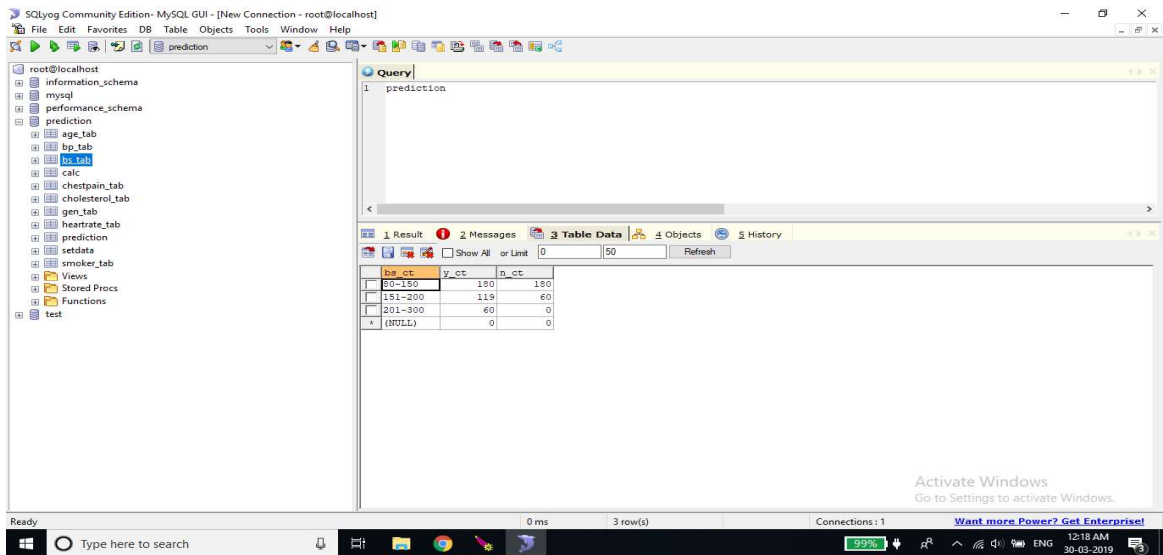 SQLyog Community Edition- MySQL GUI - [New Connection - root@localhost]
File Edit Favorites DB Table Objects Tools Window Help
prediction
root@localhost
information_schema
mysql
performance_schema
prediction
age_tab
bp_tab
bs_tab
calc
chestpain_tab
cholesterol_tab
gen_tab
heartrate_tab
prediction
setdata
smoker_tab
Views
Stored Procs
Functions
test
Query
1 prediction
1 Result 2 Messages 3 Table Data 4 Objects 5 History
Show All or Limit 0 50 Refresh
bs_ct y_ct n_ct
80-150 180 180
151-200 119 60
201-300 60 0
* (NULL) 0 0
Activate Windows
Go to Settings to activate Windows.
Ready 0 ms 3 row(s) Connections : 1 Want more Power? Get Enterprise!
Type here to search 99% ENG 12:18 AM
30-03-2019 3